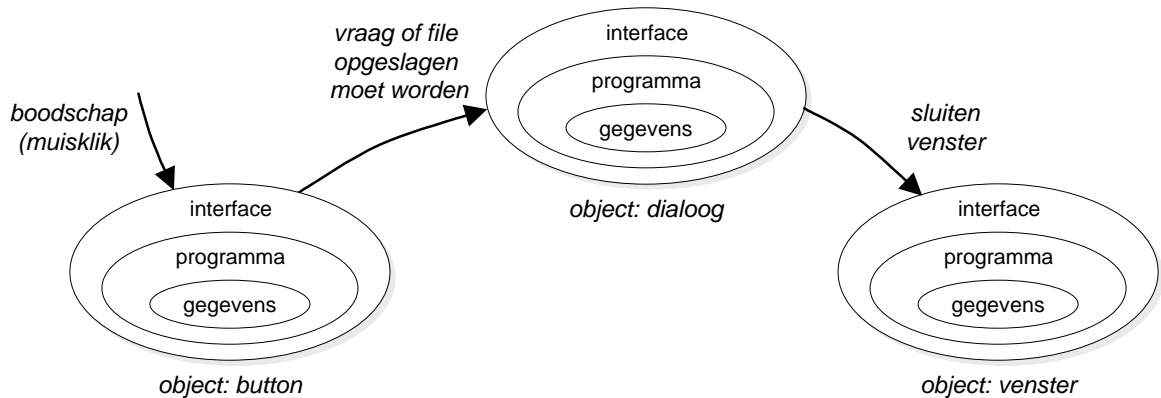 boodschap
(muisklik)
interface
programma
gegevens
object: button
vraag of file
opgeslagen
moet worden
interface
programma
gegevens
object: dialoog
sluiten
venster
interface
programma
gegevens
object: venster